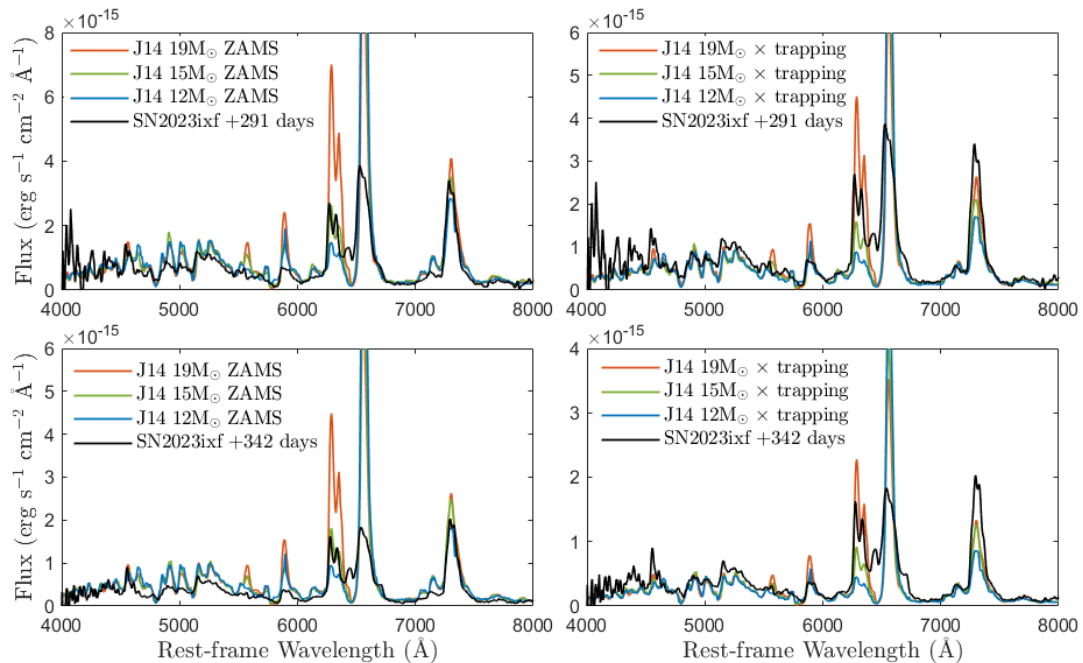 ×10⁻¹⁵
8
6
4
2
0
Flux (erg s⁻¹ cm⁻² Å⁻¹)
J14 19M⊙ ZAMS
J14 15M⊙ ZAMS
J14 12M⊙ ZAMS
SN2023ixf +291 days
4000 5000 6000 7000 8000
×10⁻¹⁵
6
5
4
3
2
1
0
J14 19M⊙ × trapping
J14 15M⊙ × trapping
J14 12M⊙ × trapping
SN2023ixf +291 days
4000 5000 6000 7000 8000
×10⁻¹⁵
6
5
4
3
2
1
0
Flux (erg s⁻¹ cm⁻² Å⁻¹)
J14 19M⊙ ZAMS
J14 15M⊙ ZAMS
J14 12M⊙ ZAMS
SN2023ixf +342 days
4000 5000 6000 7000 8000
Rest-frame Wavelength (Å)
×10⁻¹⁵
4
3
2
1
0
J14 19M⊙ × trapping
J14 15M⊙ × trapping
J14 12M⊙ × trapping
SN2023ixf +342 days
4000 5000 6000 7000 8000
Rest-frame Wavelength (Å)